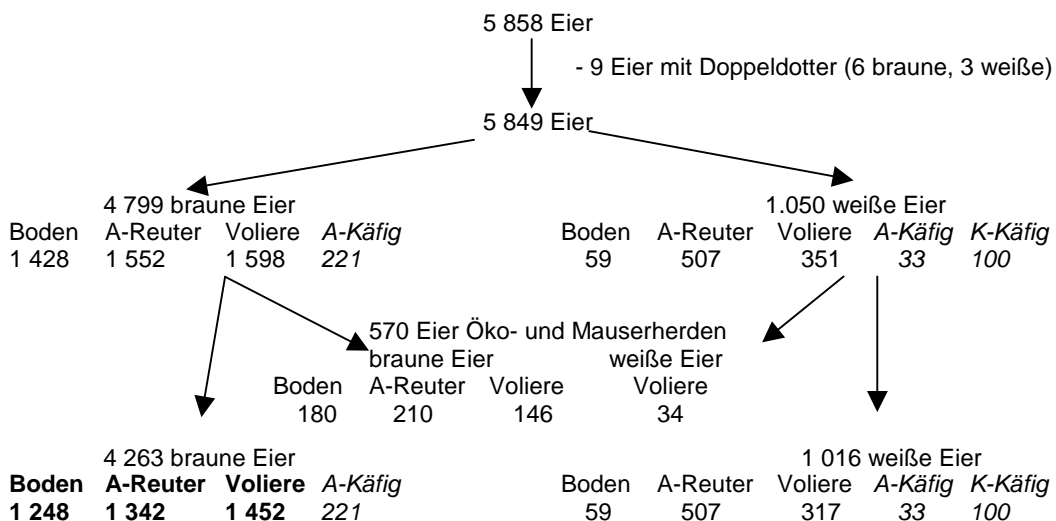 5 858 Eier
- 9 Eier mit Doppeldotter (6 braune, 3 weiße)
5 849 Eier
4 799 braune Eier
Boden A-Reuter Voliere A-Käfig
1 428 1 552 1 598 221
1.050 weiße Eier
Boden A-Reuter Voliere A-Käfig K-Käfig
59 507 351 33 100
570 Eier Öko- und Mauserherden
braune Eier weiße Eier
Boden A-Reuter Voliere Voliere
180 210 146 34
4 263 braune Eier
Boden A-Reuter Voliere A-Käfig
1 248 1 342 1 452 221
1 016 weiße Eier
Boden A-Reuter Voliere A-Käfig K-Käfig
59 507 317 33 100